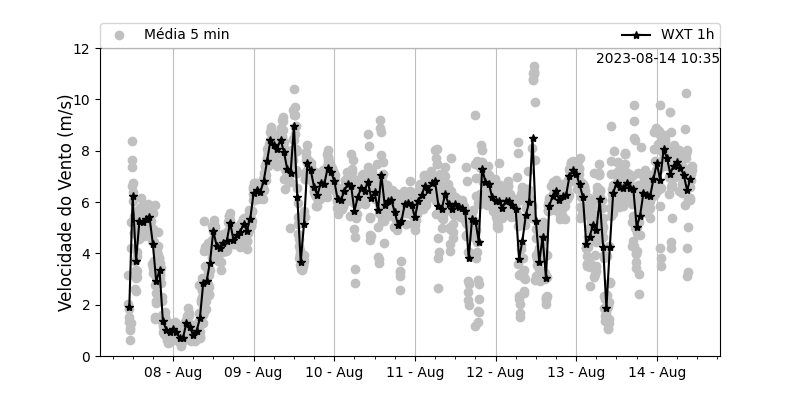 Média 5 min
WXT 1h
2023-08-14 10:35
Velocidade do Vento (m/s)
12
10
8
6
4
2
0
08 - Aug 09 - Aug 10 - Aug 11 - Aug 12 - Aug 13 - Aug 14 - Aug